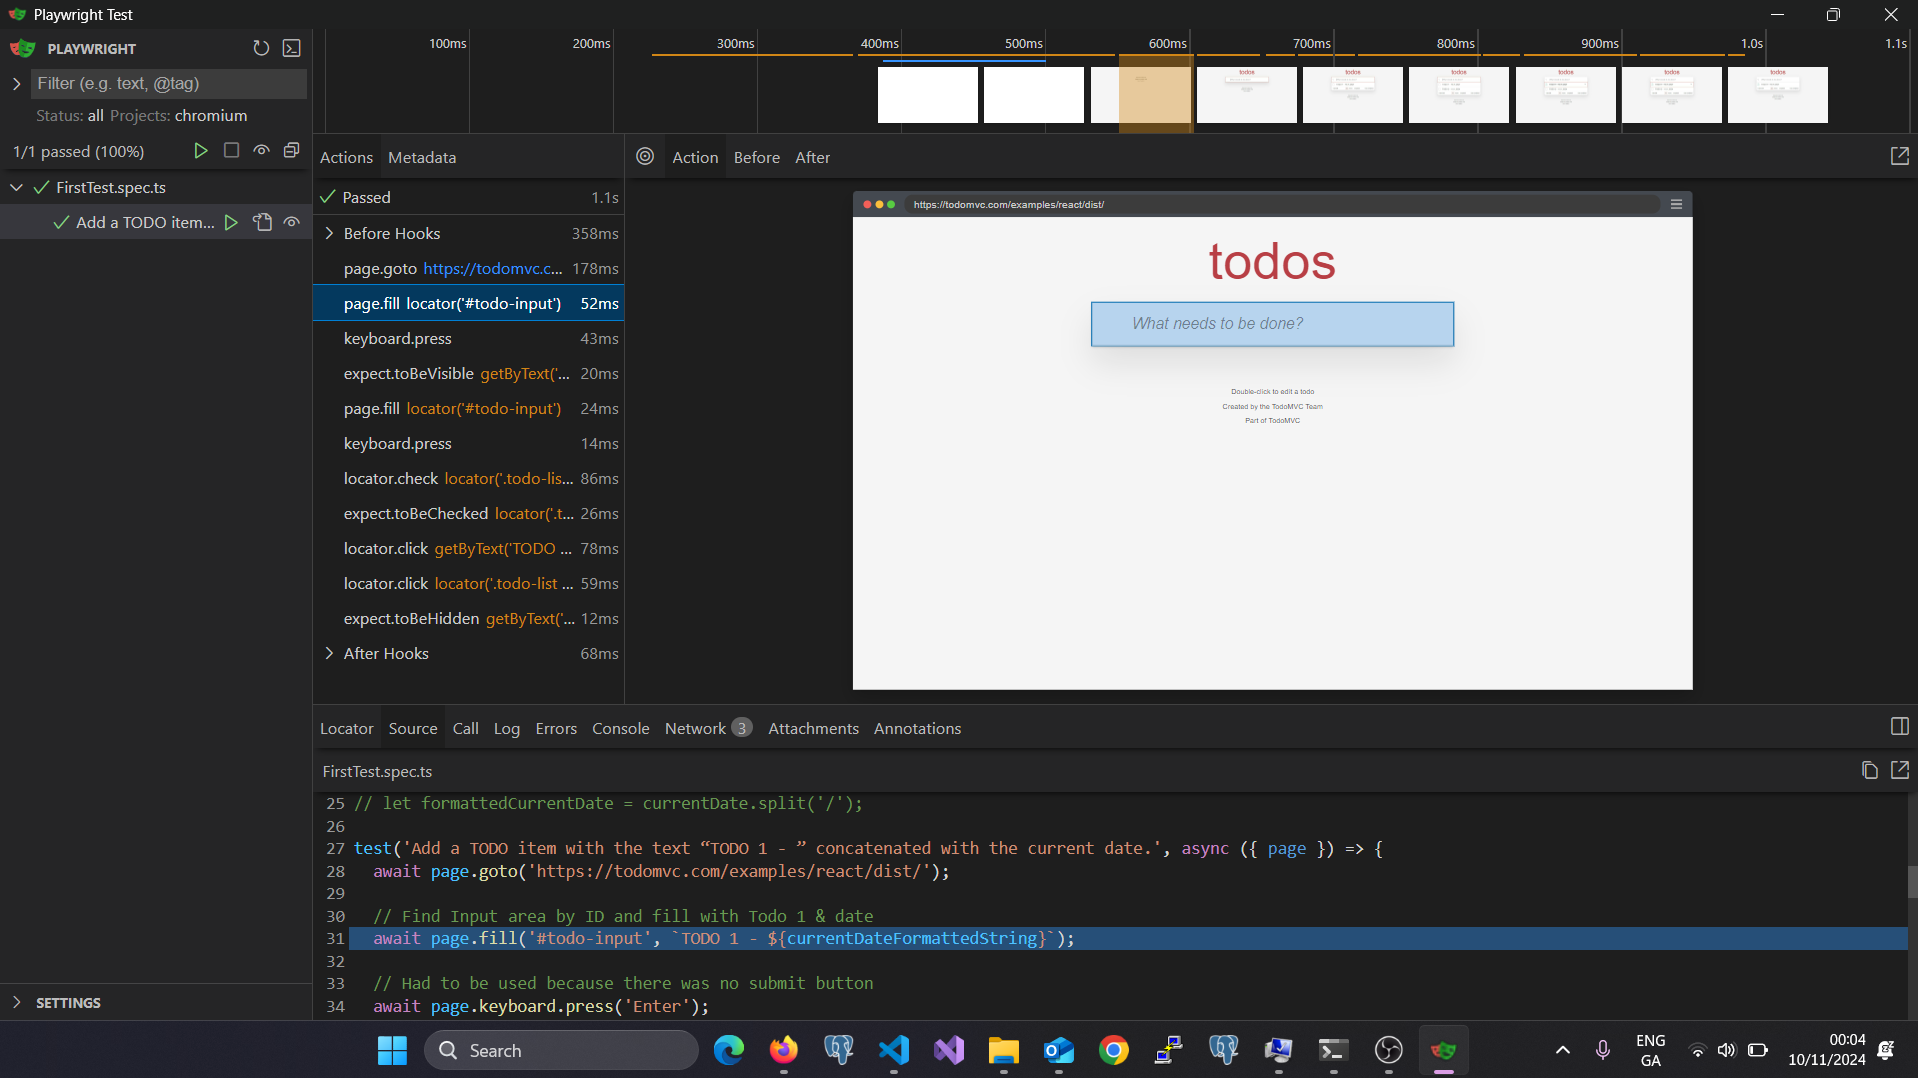 Playwright Test
PLAYWRIGHT
Filter (e.g. text, @tag)
Status: all Projects: chromium
1/1 passed (100%)
FirstTest.spec.ts
Add a TODO item...
SETTINGS
100ms 200ms 300ms 400ms 500ms 600ms 700ms 800ms 900ms 1.0s 1.1s
todos todos todos todos todos todos
Actions Metadata
Passed 1.1s
Before Hooks 358ms
page.goto https://todomvc.c... 178ms
page.fill locator('#todo-input') 52ms
keyboard.press 43ms
expect.toBeVisible getByText('... 20ms
page.fill locator('#todo-input') 24ms
keyboard.press 14ms
locator.check locator('.todo-lis... 86ms
expect.toBeChecked locator('.t... 26ms
locator.click getByText('TODO ... 78ms
locator.click locator('.todo-list ... 59ms
expect.toBeHidden getByText('... 12ms
After Hooks 68ms
Action Before After
https://todomvc.com/examples/react/dist/
todos
What needs to be done?
Double-click to edit a todo
Created by the TodoMVC Team
Part of TodoMVC
Locator Source Call Log Errors Console Network 3 Attachments Annotations
FirstTest.spec.ts
25 // let formattedCurrentDate = currentDate.split('/');
26
27 test('Add a TODO item with the text “TODO 1 - ” concatenated with the current date.', async ({ page }) => {
28 await page.goto('https://todomvc.com/examples/react/dist/');
29
30 // Find Input area by ID and fill with Todo 1 & date
31 await page.fill('#todo-input', `TODO 1 - ${currentDateFormattedString}`);
32
33 // Had to be used because there was no submit button
34 await page.keyboard.press('Enter');
Search
ENG
GA
00:04
10/11/2024